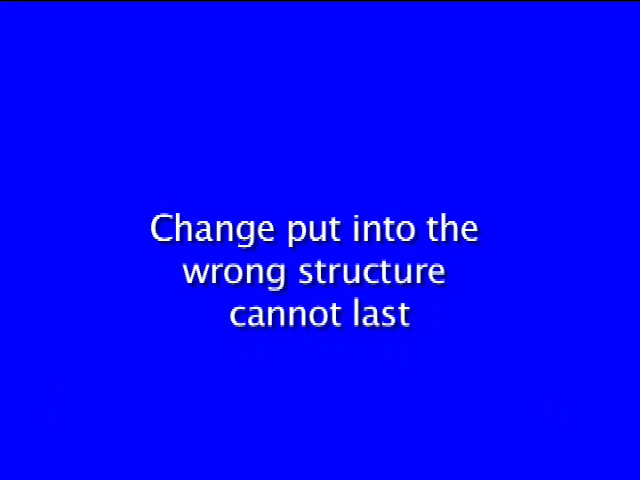 Change put into the
wrong structure
cannot last